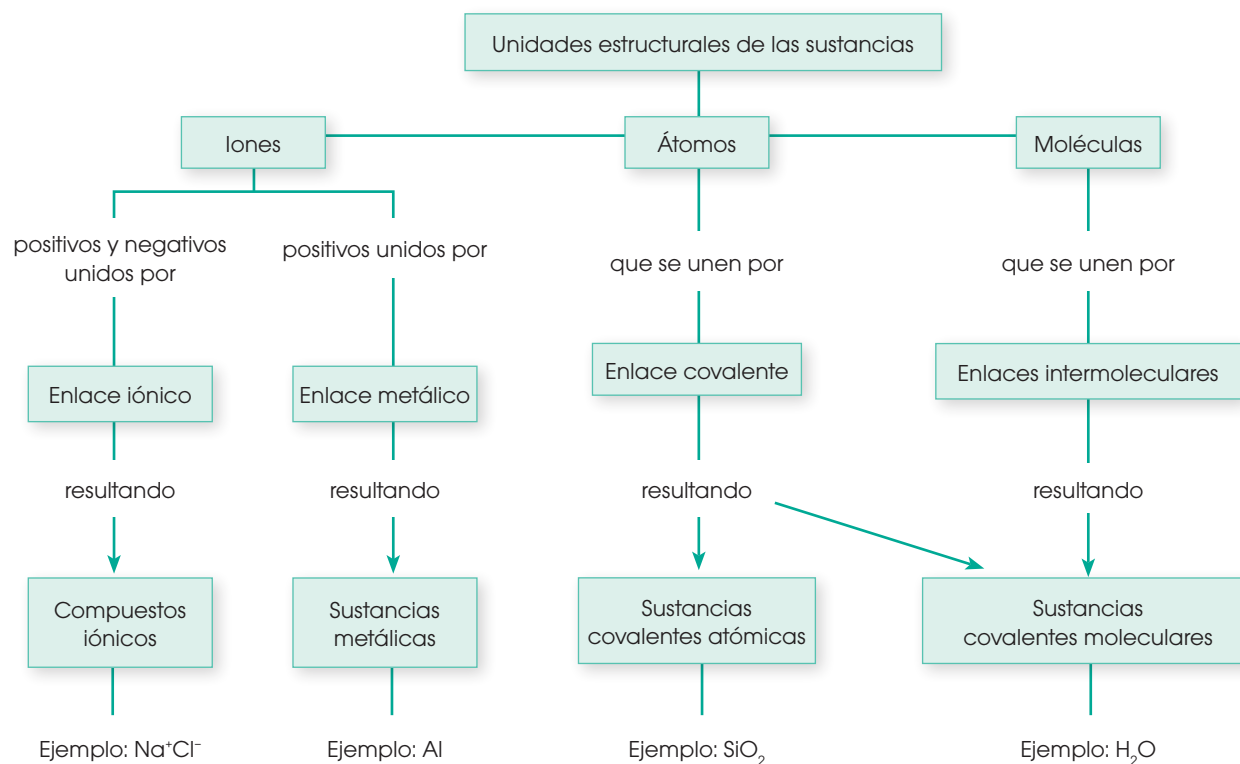 Unidades estructurales de las sustancias
Iones
Átomos
Moléculas
positivos y negativos
unidos por
positivos unidos por
que se unen por
que se unen por
Enlace iónico
Enlace metálico
Enlace covalente
Enlaces intermoleculares
resultando
resultando
resultando
resultando
Compuestos
iónicos
Sustancias
metálicas
Sustancias
covalentes atómicas
Sustancias
covalentes moleculares
Ejemplo: Na⁺Cl⁻
Ejemplo: Al
Ejemplo: SiO₂
Ejemplo: H₂O